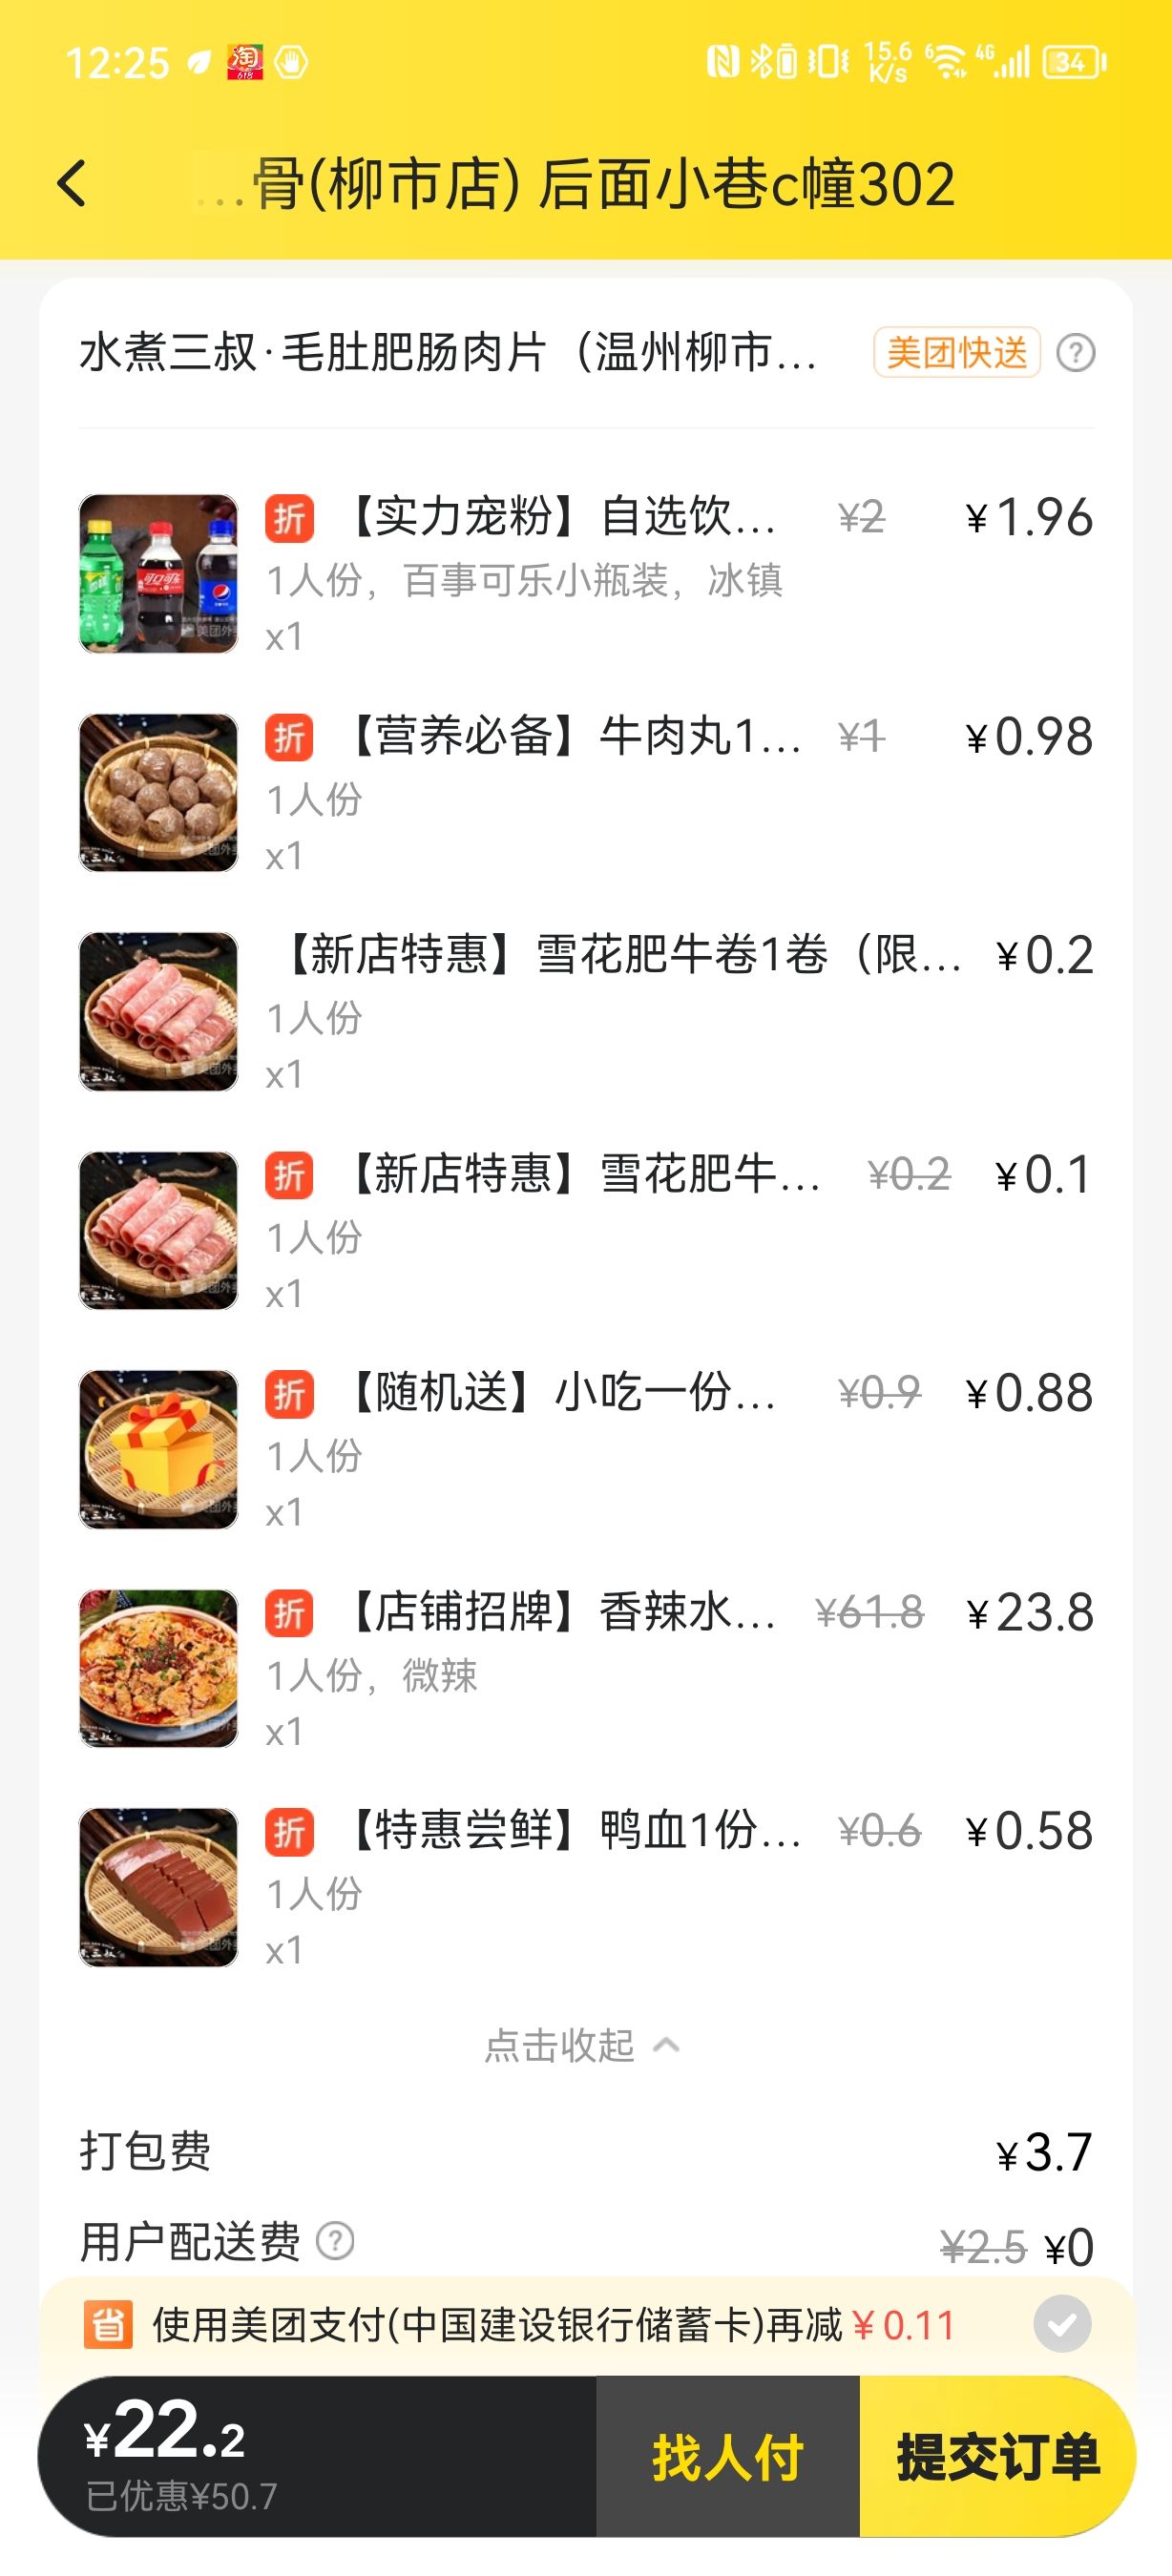 12:25 淘 618 15.6 K/s 6 4G 34
...骨(柳市店) 后面小巷c幢302
水煮三叔·毛肚肥肠肉片（温州柳市... 美团快送 ?
折 【实力宠粉】自选饮... ¥2 ¥1.96
1人份，百事可乐小瓶装，冰镇
x1
折 【营养必备】牛肉丸1... ¥1 ¥0.98
1人份
x1
【新店特惠】雪花肥牛卷1卷（限... ¥0.2
1人份
x1
折 【新店特惠】雪花肥牛... ¥0.2 ¥0.1
1人份
x1
折 【随机送】小吃一份... ¥0.9 ¥0.88
1人份
x1
折 【店铺招牌】香辣水... ¥61.8 ¥23.8
1人份，微辣
x1
折 【特惠尝鲜】鸭血1份... ¥0.6 ¥0.58
1人份
x1
点击收起
打包费 ¥3.7
用户配送费 ? ¥2.5 ¥0
省 使用美团支付(中国建设银行储蓄卡)再减¥0.11
¥22.2
已优惠¥50.7
找人付
提交订单